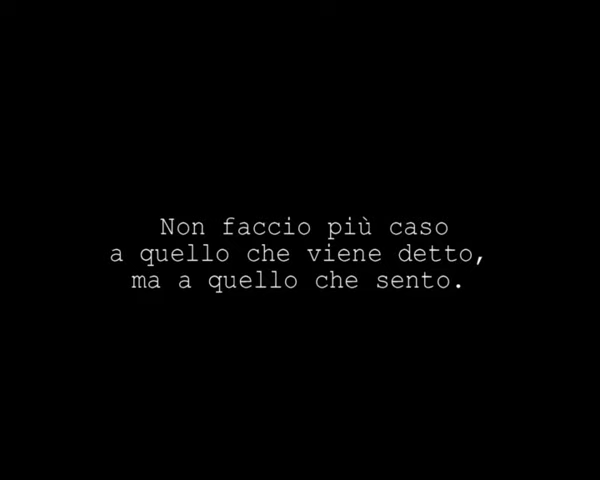 Non faccio più caso
a quello che viene detto,
ma a quello che sento.